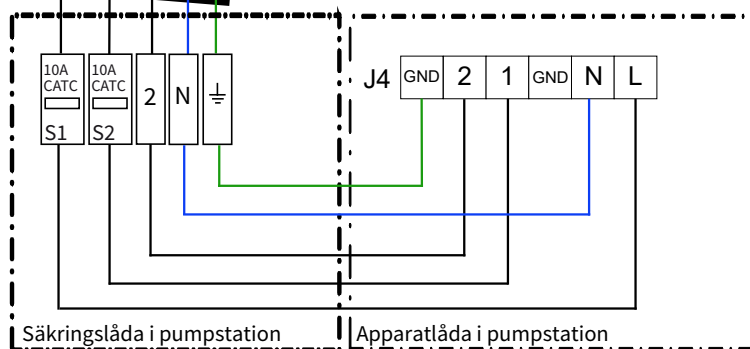 10A
CATC
S1
10A
CATC
S2
2
N
J4
GND
2
1
GND
N
L
Säkringslåda i pumpstation
Apparatlåda i pumpstation